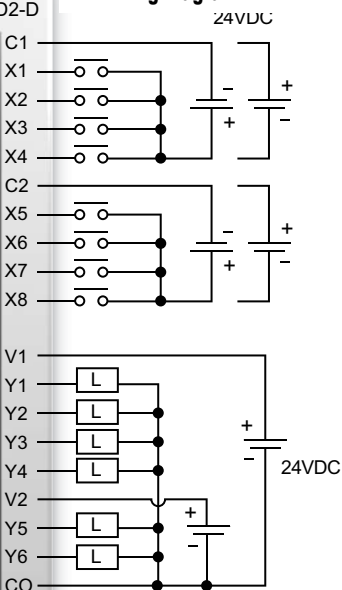 02-D
24VDC
C1
X1
X2
X3
X4
C2
X5
X6
X7
X8
- +
+ -
- +
+ -
V1
Y1 L
Y2 L
Y3 L
Y4 L
V2
Y5 L
Y6 L
CO
+
-
24VDC
+
-